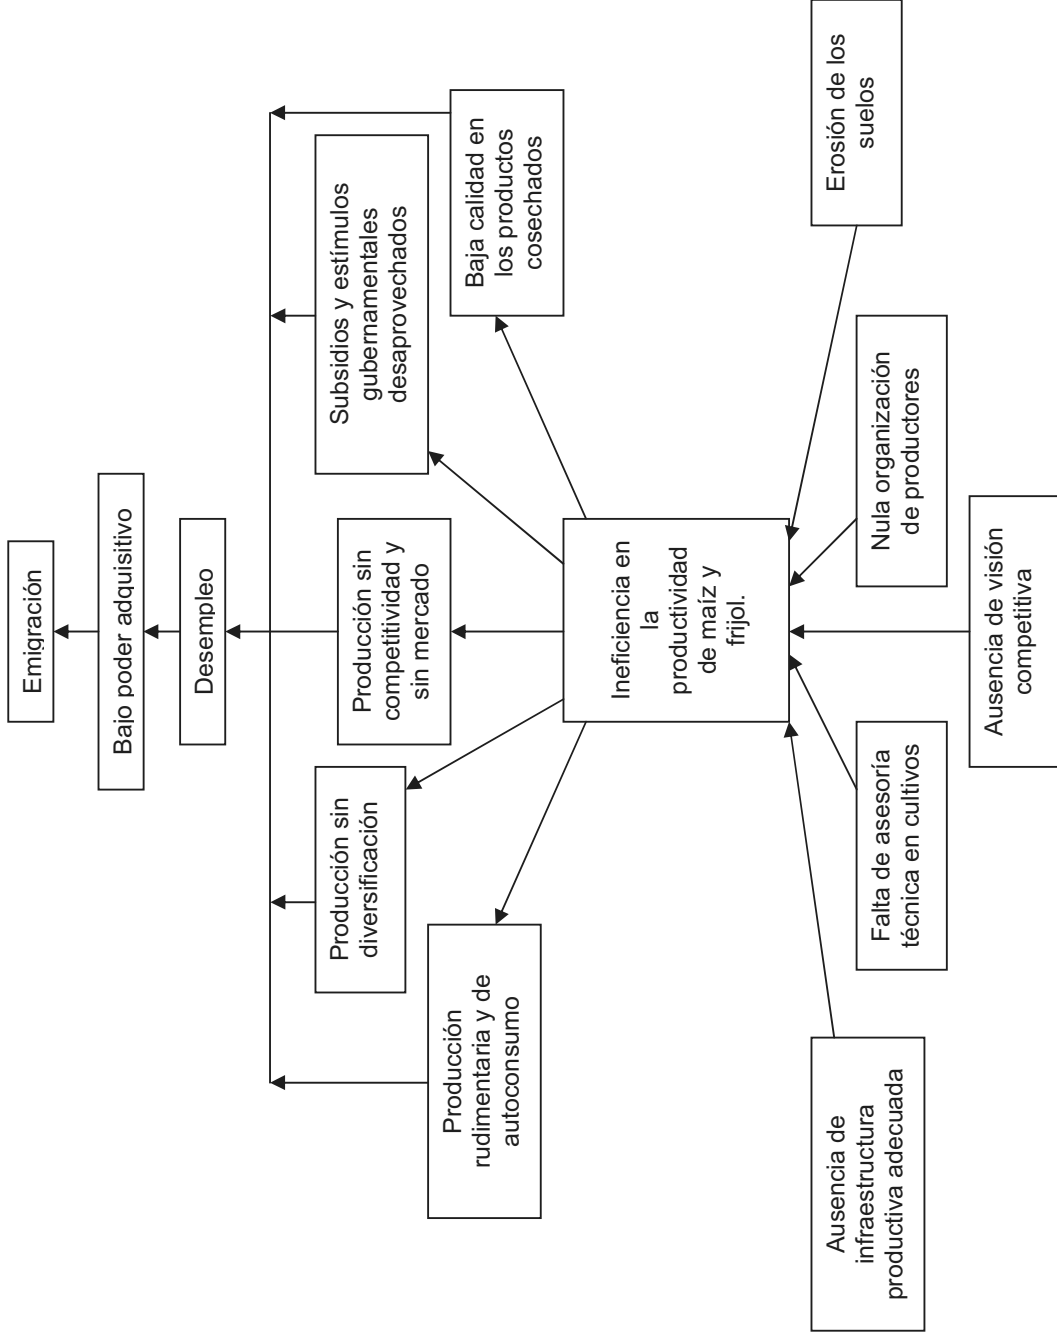 Emigración
Bajo poder adquisitivo
Desempleo
Producción
rudimentaria y de
autoconsumo
Producción sin
diversificación
Producción sin
competitividad y
sin mercado
Subsidios y estímulos
gubernamentales
desaprovechados
Baja calidad en
los productos
cosechados
Ineficiencia en
la
productividad
de maíz y
frijol.
Ausencia de
infraestructura
productiva adecuada
Falta de asesoría
técnica en cultivos
Ausencia de visión
competitiva
Nula organización
de productores
Erosión de los
suelos